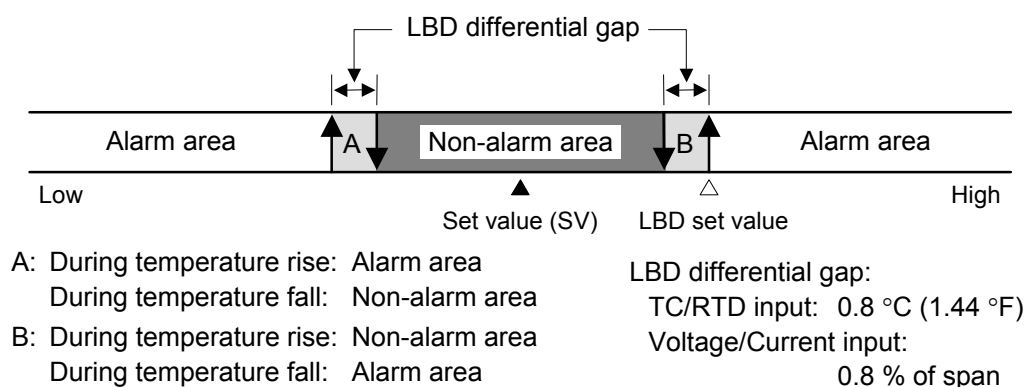 LBD differential gap
Alarm area
A
Non-alarm area
B
Alarm area
Low
High
Set value (SV)
LBD set value
A: During temperature rise: Alarm area
During temperature fall: Non-alarm area
B: During temperature rise: Non-alarm area
During temperature fall: Alarm area
LBD differential gap:
TC/RTD input: 0.8 °C (1.44 °F)
Voltage/Current input:
0.8 % of span